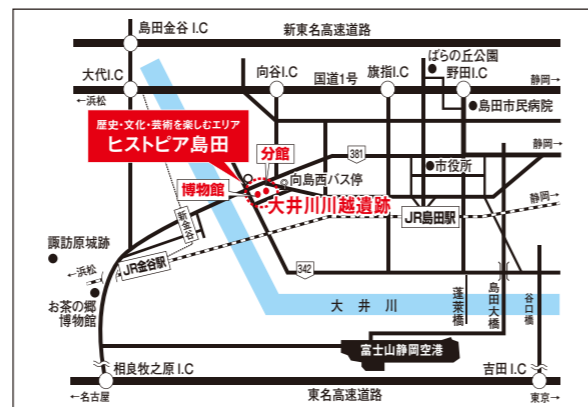 島田金谷 I.C
新東名高速道路
ばらの丘公園
大代I.C
向谷I.C
旗指I.C
野田I.C
静岡→
←浜松
国道1号
島田市民病院
歴史・文化・芸術を楽しむエリア
ヒストピア島田
分館
381
静岡→
博物館
向島西バス停
市役所
大井川川越遺跡
静岡→
JR島田駅
新金谷
諏訪原城跡
←浜松
JR金谷駅
342
お茶の郷
博物館
大井川
蓬莱橋
島田大橋
谷口橋
富士山静岡空港
相良牧之原 I.C
吉田 I.C
←名古屋
東名高速道路
東京→